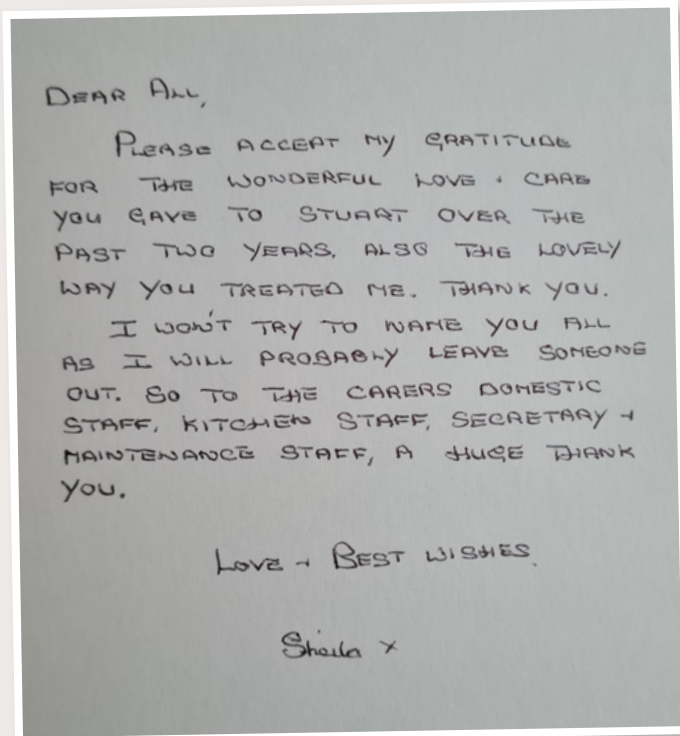 DEAR ALL,
PLEASE ACCEPT MY GRATITUDE
FOR THE WONDERFUL LOVE + CARE
YOU GAVE TO STUART OVER THE
PAST TWO YEARS. ALSO THE LOVELY
WAY YOU TREATED ME. THANK YOU.
I WON'T TRY TO NAME YOU ALL
AS I WILL PROBABLY LEAVE SOMEONE
OUT. SO TO THE CARERS DOMESTIC
STAFF, KITCHEN STAFF, SECRETARY +
MAINTENANCE STAFF, A HUGE THANK
YOU.
LOVE + BEST WISHES.
Sheila x